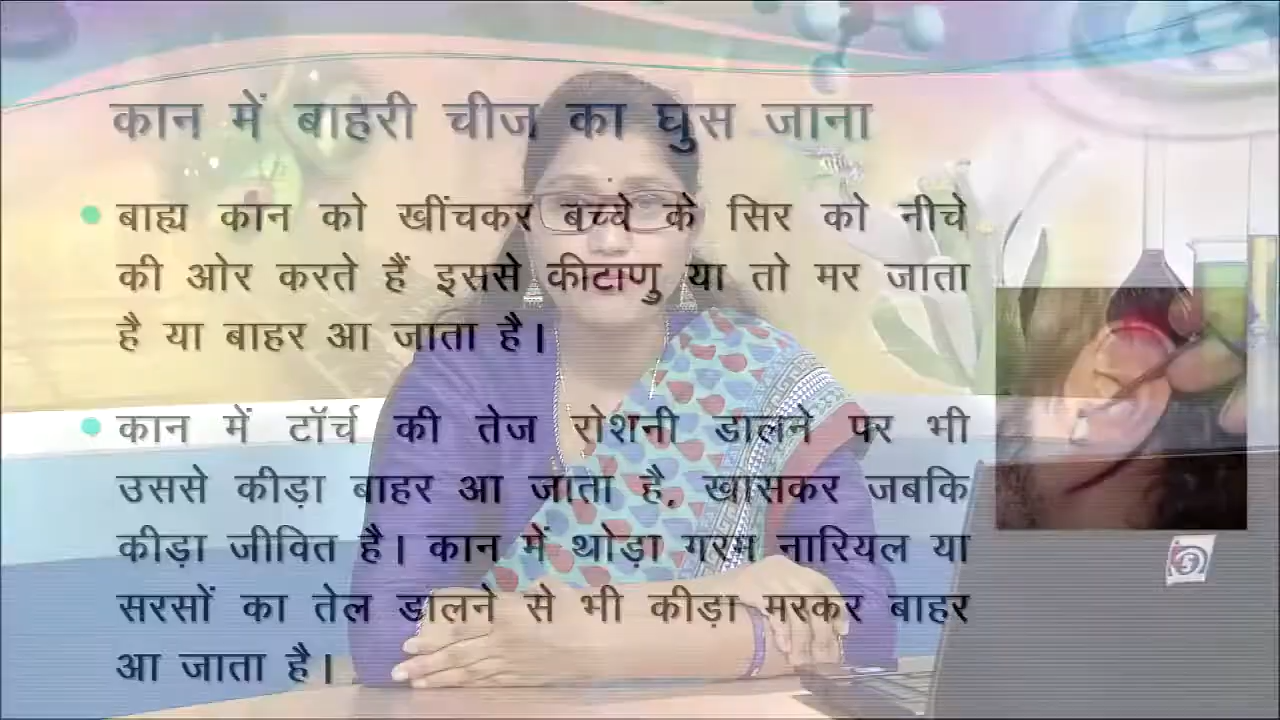 कान में बाहरी चीज का घुस जाना
बाह्य कान को खींचकर बच्चे के सिर को नीचे
की ओर करते हैं इससे कीटाणु या तो मर जाता
है या बाहर आ जाता है।
कान में टॉर्च की तेज रोशनी डालने पर भी
उससे कीड़ा बाहर आ जाता है, खासकर जबकि
कीड़ा जीवित है। कान में थोड़ा गरम नारियल या
सरसों का तेल डालने से भी कीड़ा मरकर बाहर
आ जाता है।
5